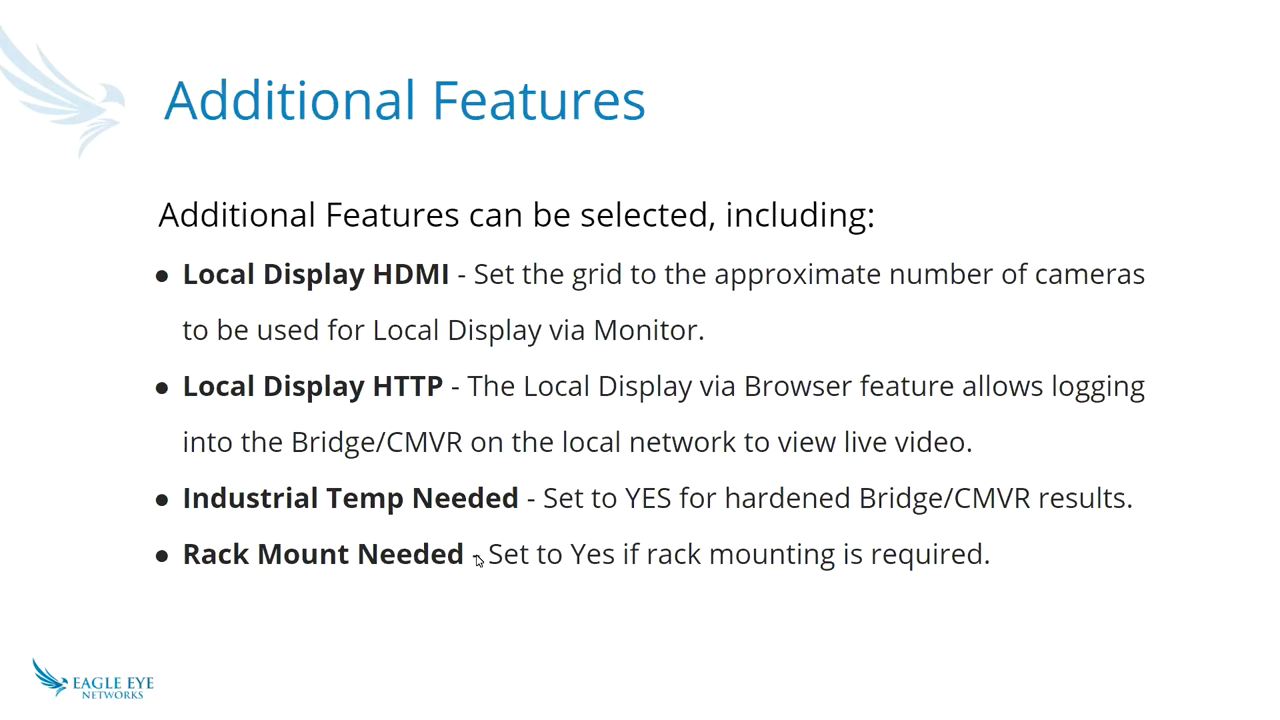 Additional Features
Additional Features can be selected, including:
● Local Display HDMI - Set the grid to the approximate number of cameras
to be used for Local Display via Monitor.
● Local Display HTTP - The Local Display via Browser feature allows logging
into the Bridge/CMVR on the local network to view live video.
● Industrial Temp Needed - Set to YES for hardened Bridge/CMVR results.
● Rack Mount Needed - Set to Yes if rack mounting is required.
EAGLE EYE
NETWORKS